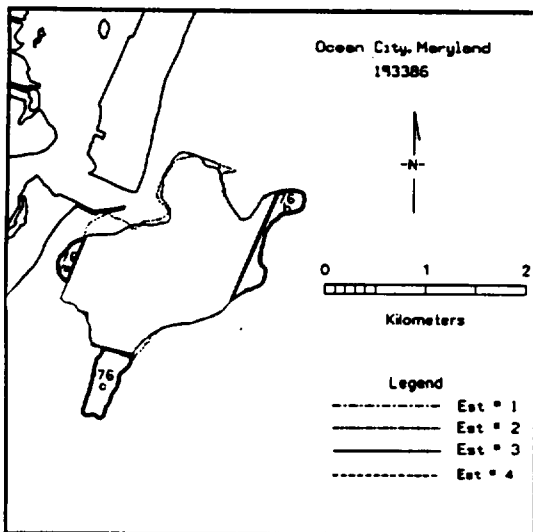 Ocean City, Maryland
193386
-N-
76
b
0 1 2
Kilometers
76
c
Legend
Est # 1
Est # 2
Est # 3
Est # 4